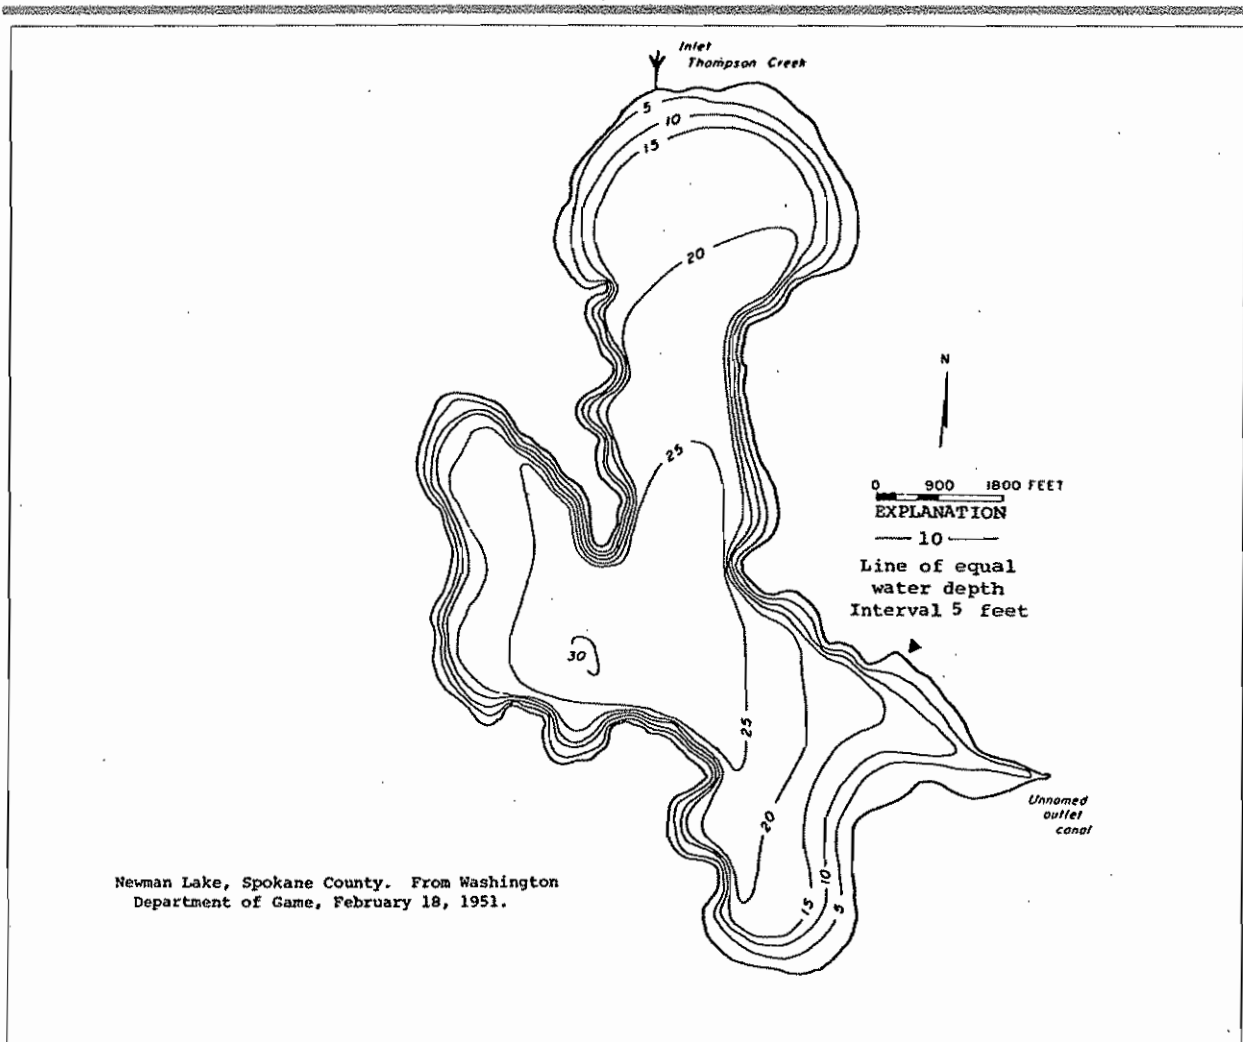 Inlet
Thompson Creek
5
10
15
20
25
N
0 900 1800 FEET
EXPLANATION
10
Line of equal
water depth
Interval 5 feet
30
25
20
Unnamed
outlet
canal
Newman Lake, Spokane County. From Washington
Department of Game, February 18, 1951.
10
15
5